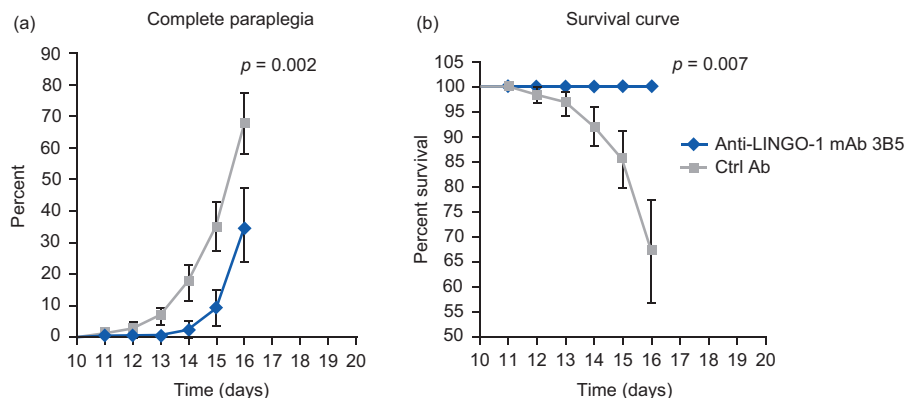 (a)
Complete paraplegia
90
80
70
60
50
40
30
20
10
0
Percent
p = 0.002
10 11 12 13 14 15 16 17 18 19 20
Time (days)
(b)
Survival curve
105
100
95
90
85
80
75
70
65
60
55
50
Percent survival
p = 0.007
10 11 12 13 14 15 16 17 18 19 20
Time (days)
Anti-LINGO-1 mAb 3B5
Ctrl Ab